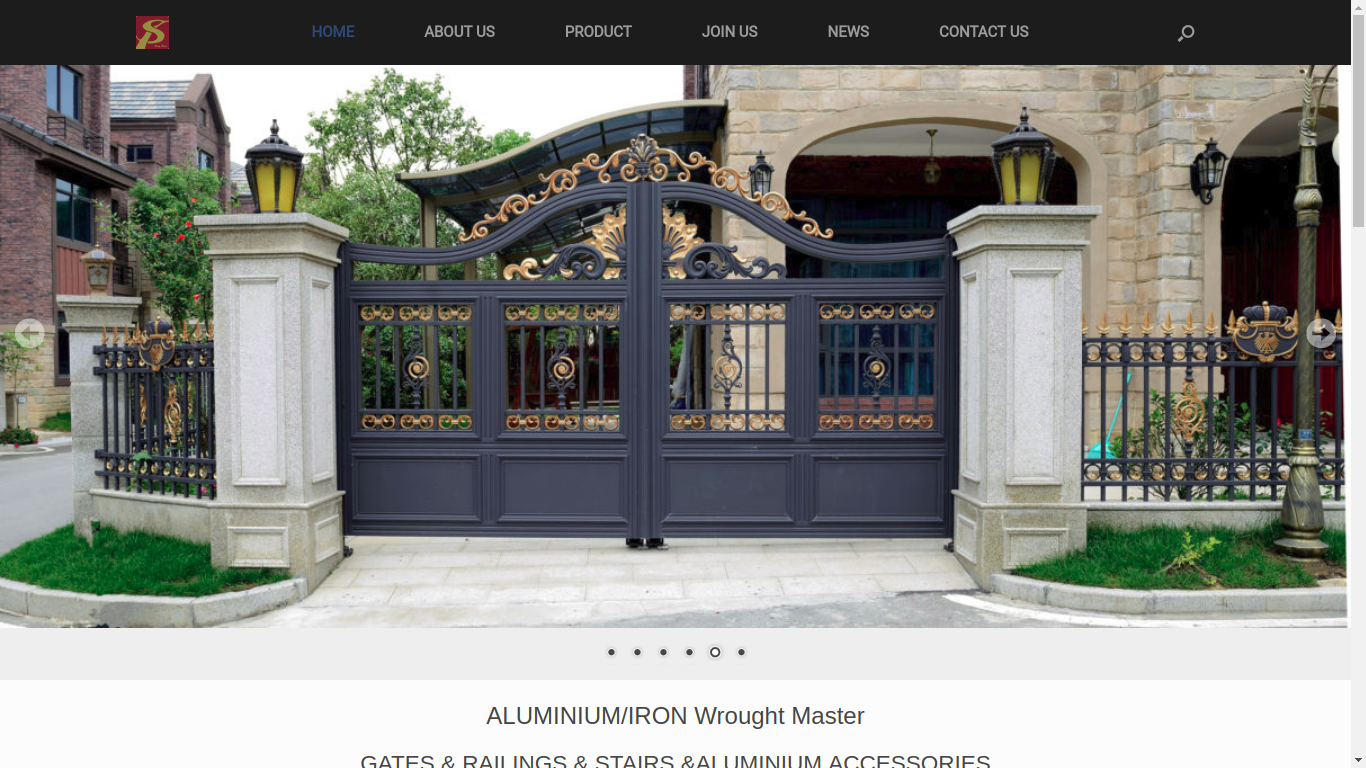 HOME ABOUT US PRODUCT JOIN US NEWS CONTACT US
ALUMINIUM/IRON Wrought Master
GATES & RAILINGS & STAIRS &ALUMINIUM ACCESSORIES